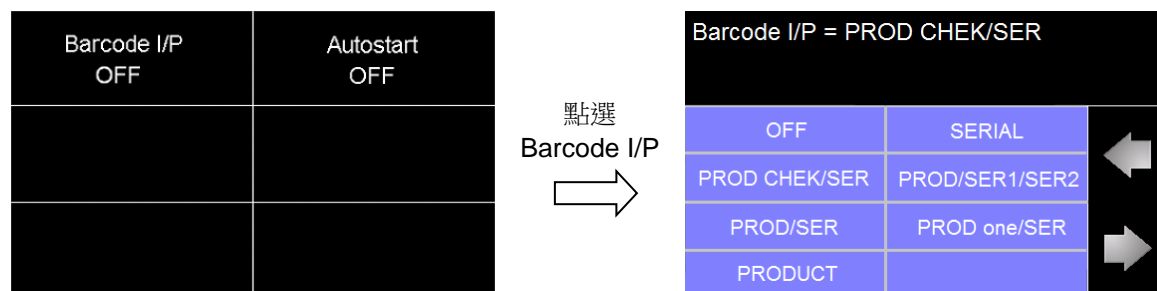 Barcode I/P
OFF
Autostart
OFF
點選
Barcode I/P
Barcode I/P = PROD CHEK/SER
OFF
SERIAL
PROD CHEK/SER
PROD/SER1/SER2
PROD/SER
PROD one/SER
PRODUCT